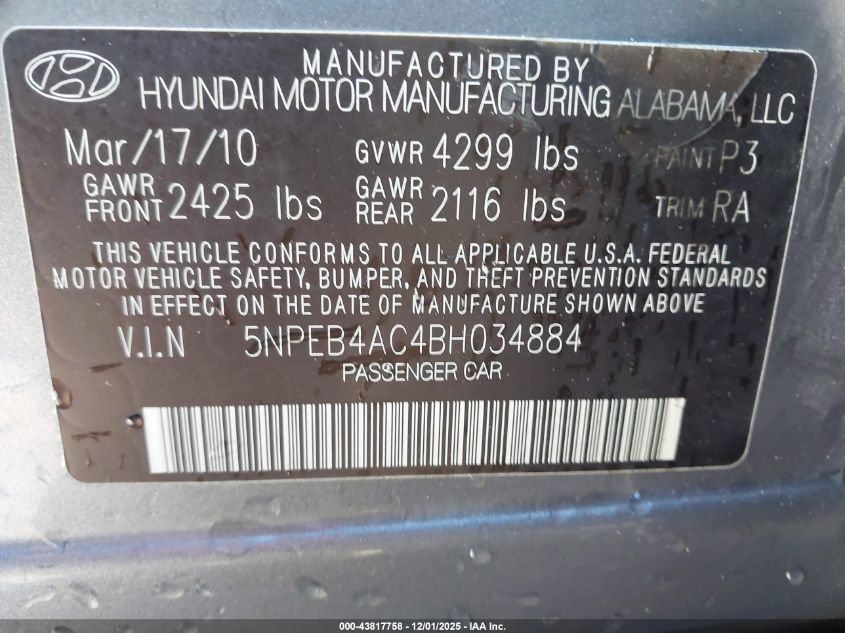 MANUFACTURED BY
HYUNDAI MOTOR MANUFACTURING ALABAMA, LLC
Mar/17/10 GVWR 4299 lbs PAINT P3
GAWR FRONT 2425 lbs GAWR REAR 2116 lbs TRIM RA
THIS VEHICLE CONFORMS TO ALL APPLICABLE U.S.A. FEDERAL
MOTOR VEHICLE SAFETY, BUMPER, AND THEFT PREVENTION STANDARDS
IN EFFECT ON THE DATE OF MANUFACTURE SHOWN ABOVE
V.I.N 5NPEB4AC4BH034884
PASSENGER CAR
000-43817758 - 12/01/2025 - IAA Inc.